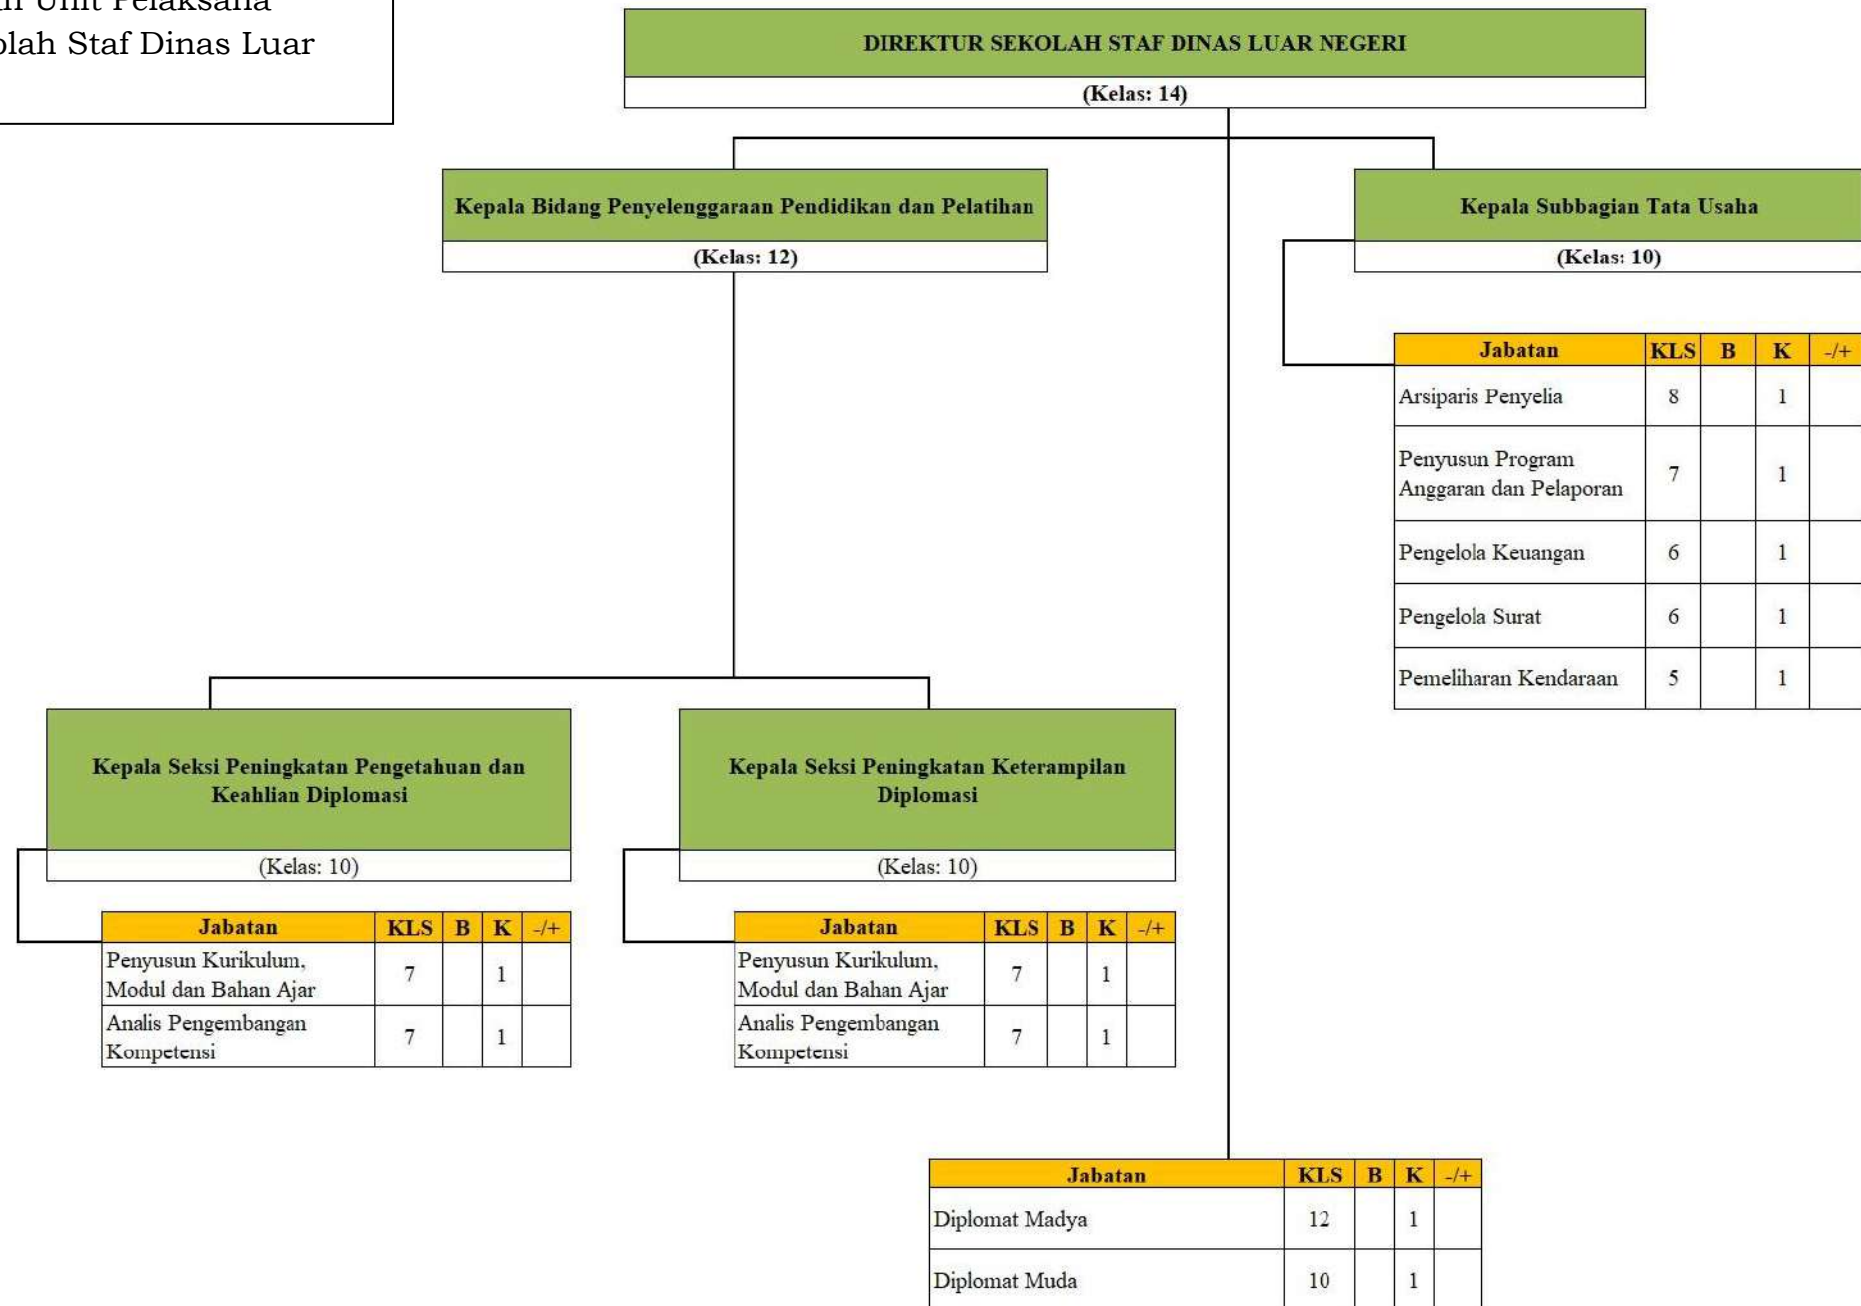 Unit Pelaksana
Staf Dinas Luar
DIREKTUR SEKOLAH STAF DINAS LUAR NEGERI
(Kelas: 14)
Kepala Bidang Penyelenggaraan Pendidikan dan Pelatihan
(Kelas: 12)
Kepala Subbagian Tata Usaha
(Kelas: 10)
Jabatan KLS B K -/+
Arsiparis Penyelia 8 1
Penyusun Program
Anggaran dan Pelaporan 7 1
Pengelola Keuangan 6 1
Pengelola Surat 6 1
Pemeliharan Kendaraan 5 1
Kepala Seksi Peningkatan Pengetahuan dan
Keahlian Diplomasi
(Kelas: 10)
Jabatan KLS B K -/+
Penyusun Kurikulum,
Modul dan Bahan Ajar 7 1
Analis Pengembangan
Kompetensi 7 1
Kepala Seksi Peningkatan Keterampilan
Diplomasi
(Kelas: 10)
Jabatan KLS B K -/+
Penyusun Kurikulum,
Modul dan Bahan Ajar 7 1
Analis Pengembangan
Kompetensi 7 1
Jabatan KLS B K -/+
Diplomat Madya 12 1
Diplomat Muda 10 1